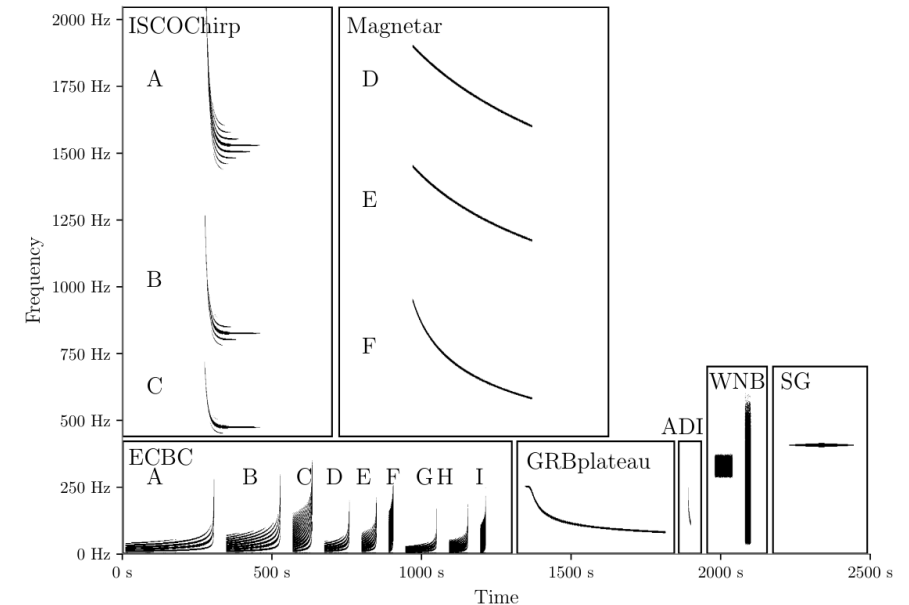 2000 Hz
ISCOChirp
Magnetar
1750 Hz
A
D
1500 Hz
1250 Hz
E
1000 Hz
B
F
750 Hz
C
WNB
SG
500 Hz
ADI
ECBC
GRBplateau
A B C D E F G H I
250 Hz
0 Hz
0 s 500 s 1000 s 1500 s 2000 s 2500 s
Time
Frequency